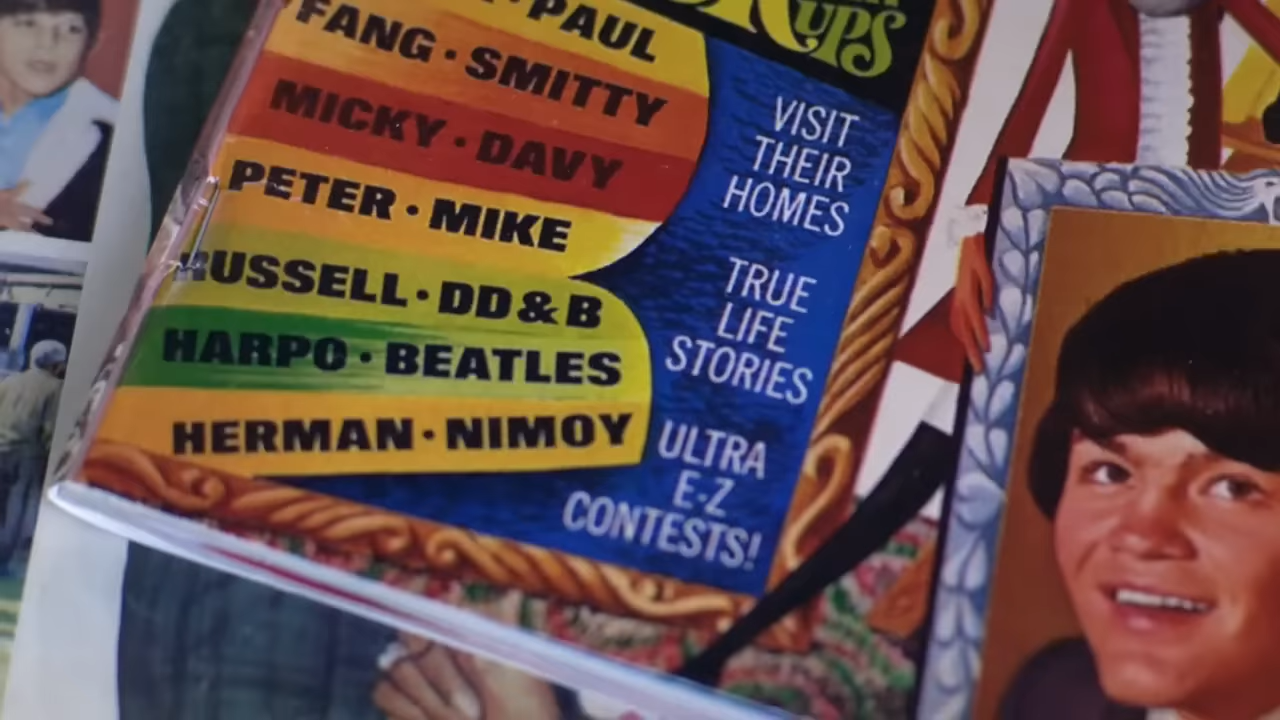 PAUL
UPS
FANG · SMITTY
MICKY · DAVY
PETER · MIKE
RUSSELL · DD & B
HARPO · BEATLES
HERMAN · NIMOY
VISIT
THEIR
HOMES
TRUE
LIFE
STORIES
ULTRA
E-Z
CONTESTS!